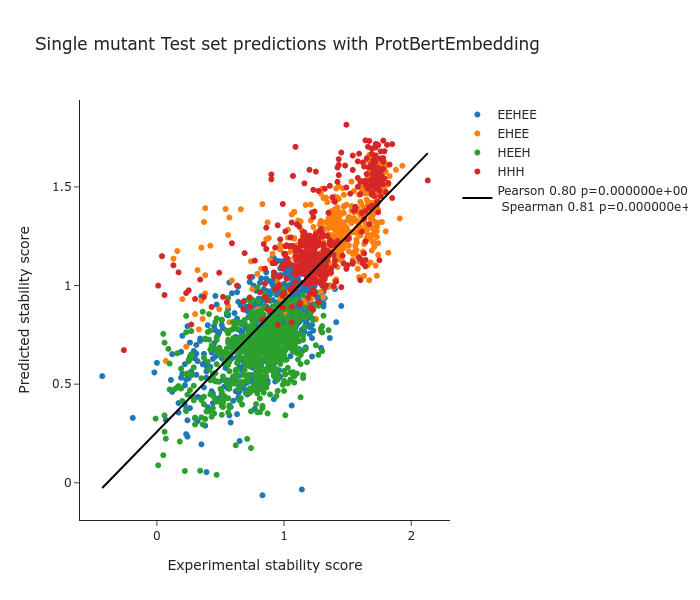 Single mutant Test set predictions with ProtBertEmbedding
EEHEE
EHEE
HEEH
HHH
Pearson 0.80 p=0.000000e+00
Spearman 0.81 p=0.000000e+
Predicted stability score
1.5
1
0.5
0
0
1
2
Experimental stability score